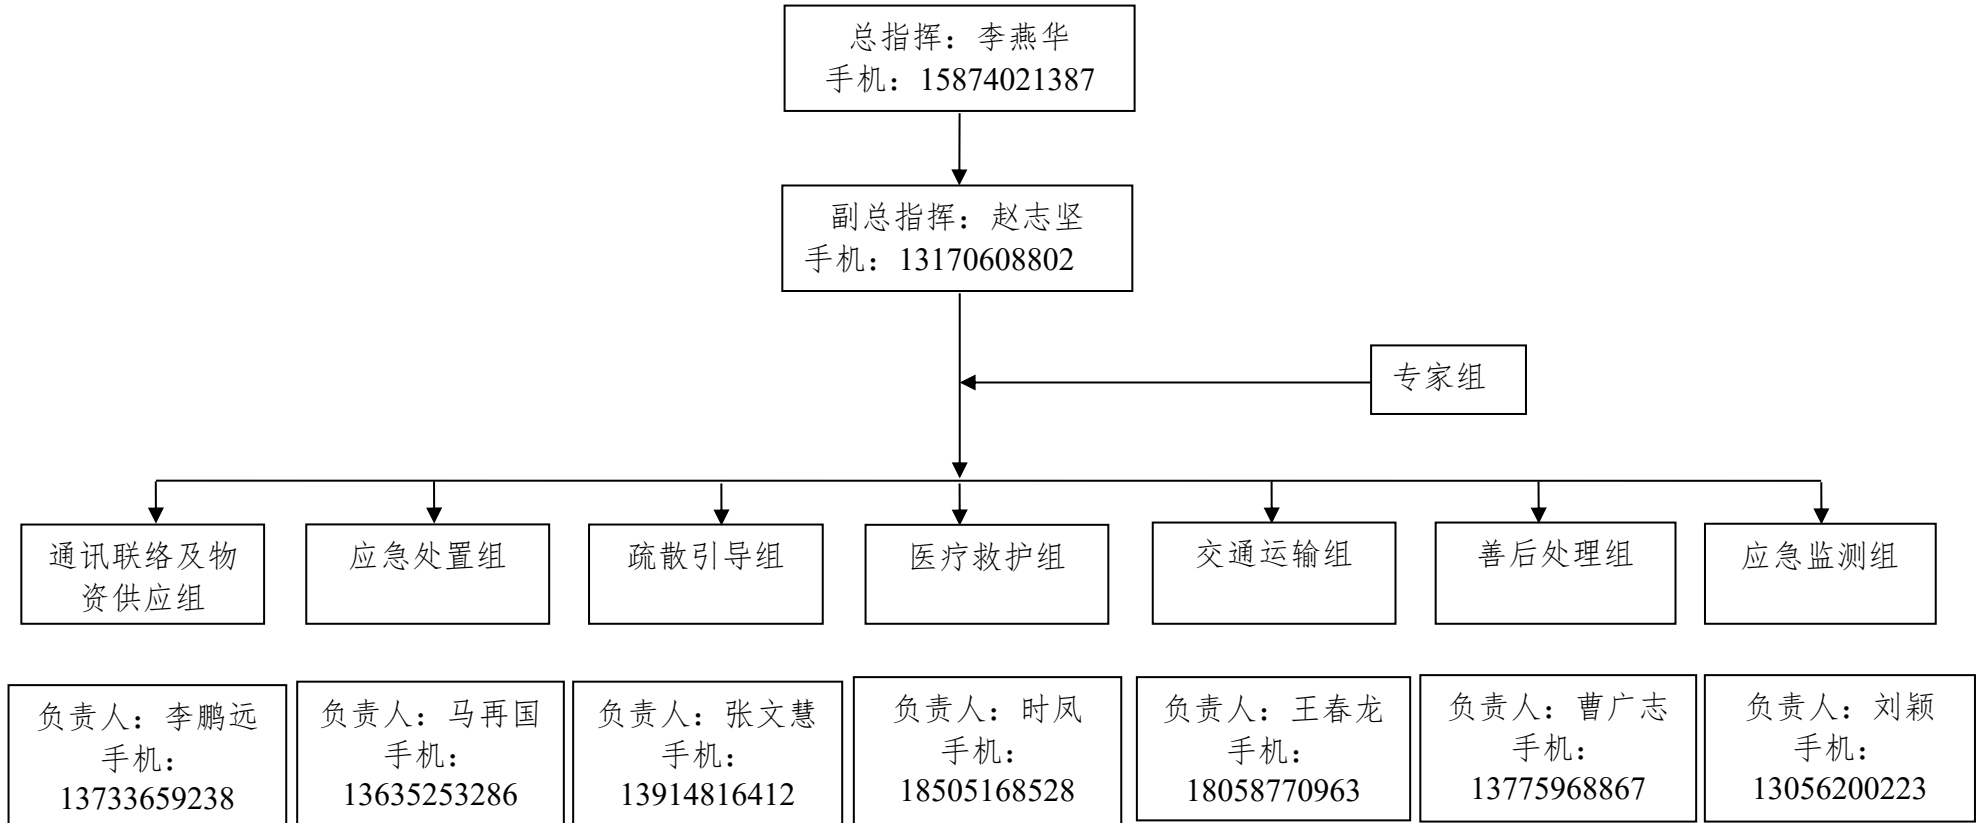 总指挥：李燕华
手机：15874021387
副总指挥：赵志坚
手机：13170608802
专家组
通讯联络及物
资供应组
应急处置组
疏散引导组
医疗救护组
交通运输组
善后处理组
应急监测组
负责人：李鹏远
手机：
13733659238
负责人：马再国
手机：
13635253286
负责人：张文慧
手机：
13914816412
负责人：时凤
手机：
18505168528
负责人：王春龙
手机：
18058770963
负责人：曹广志
手机：
13775968867
负责人：刘颖
手机：
13056200223